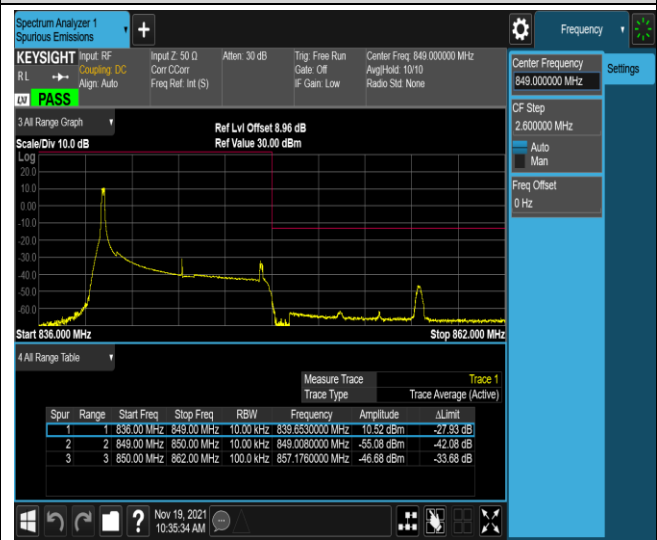 Spectrum Analyzer 1
Spurious Emissions
+
Frequency
KEYSIGHT Input: RF Input Z: 50 Ω Atten: 30 dB Trig: Free Run Center Freq: 849.000000 MHz
RL Coupling: DC Corr CCorr Gate: Off Avg|Hold: 10/10
Align: Auto Freq Ref: Int (S) IF Gain: Low Radio Std: None
LXI PASS
Center Frequency
849.000000 MHz
Settings
CF Step
2.600000 MHz
Auto
Man
Freq Offset
0 Hz
3 All Range Graph
Ref Lvl Offset 8.96 dB
Scale/Div 10.0 dB Ref Value 30.00 dBm
Log
20.0
10.0
0.00
-10.0
-20.0
-30.0
-40.0
-50.0
-60.0
Start 836.000 MHz Stop 862.000 MHz
4 All Range Table
Measure Trace Trace 1
Trace Type Trace Average (Active)
Spur Range Start Freq Stop Freq RBW Frequency Amplitude ΔLimit
1 1 836.00 MHz 849.00 MHz 10.00 kHz 839.6530000 MHz 10.52 dBm -27.93 dB
2 2 849.00 MHz 850.00 MHz 10.00 kHz 849.0080000 MHz -55.08 dBm -42.08 dB
3 3 850.00 MHz 862.00 MHz 100.0 kHz 857.1760000 MHz -46.68 dBm -33.68 dB
? Nov 19, 2021
10:35:34 AM